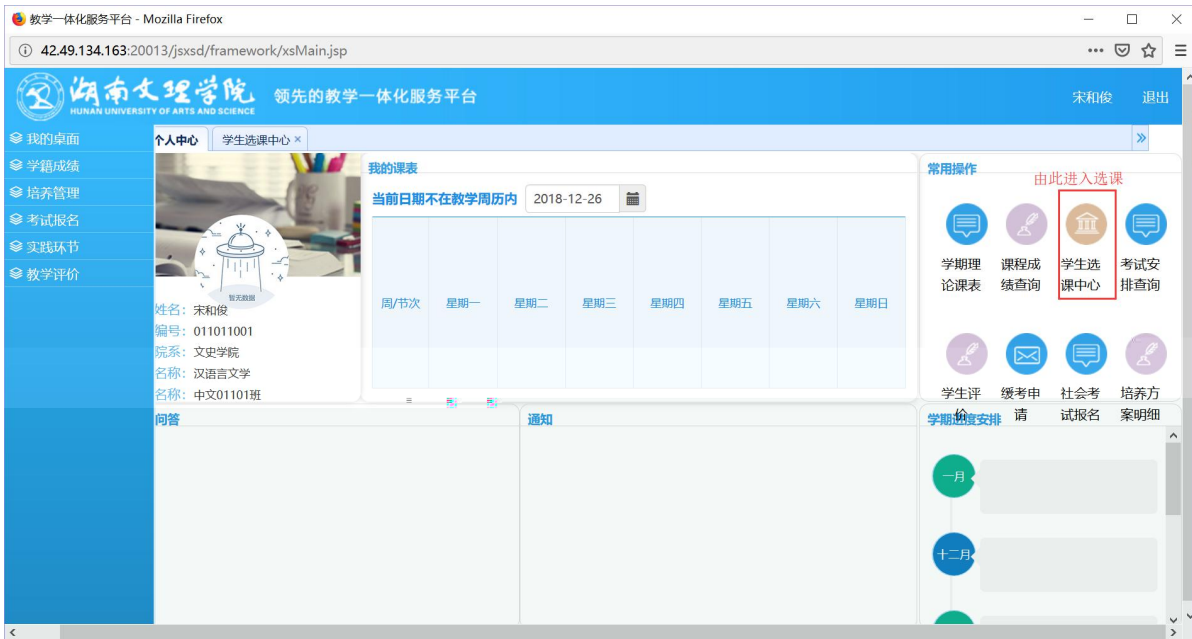 教学一体化服务平台 - Mozilla Firefox
42.49.134.163:20013/jsxsd/framework/xsMain.jsp
湖南文理学院
HUNAN UNIVERSITY OF ARTS AND SCIENCE
领先的教学一体化服务平台
宋和俊 退出
我的桌面
学籍成绩
培养管理
考试报名
实践环节
教学评价
个人中心 学生选课中心 ×
暂无数据
姓名：宋和俊
编号：011011001
院系：文史学院
名称：汉语言文学
名称：中文01101班
我的课表
当前日期不在教学周历内 2018-12-26
周/节次 星期一 星期二 星期三 星期四 星期五 星期六 星期日
常用操作
由此进入选课
学期理论课表
课程成绩查询
学生选课中心
考试安排查询
学生评价
缓考申请
社会考试报名
培养方案明细
问答
通知
学期进度安排
一月
十二月